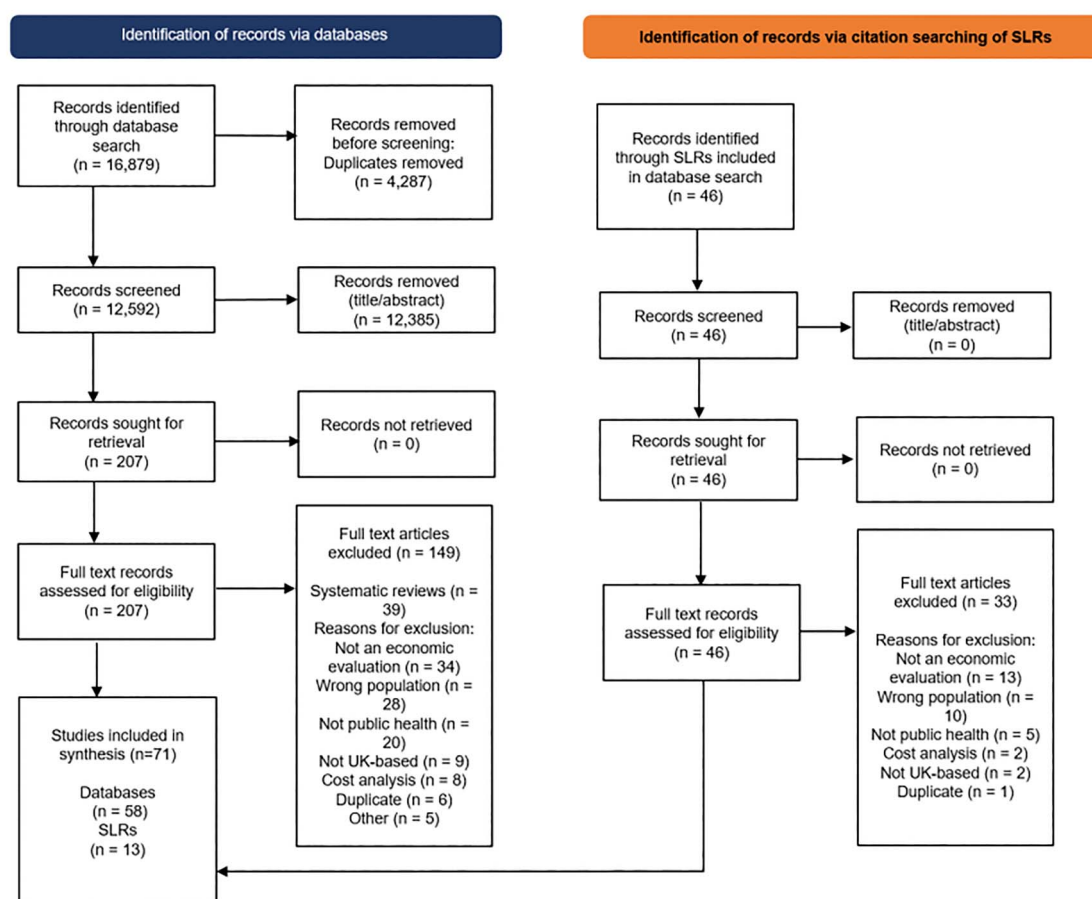 Identification of records via databases
Records identified
through database
search
(n = 16,879)
Records removed
before screening:
Duplicates removed
(n = 4,287)
Records screened
(n = 12,592)
Records removed
(title/abstract)
(n = 12,385)
Records sought for
retrieval
(n = 207)
Records not retrieved
(n = 0)
Full text records
assessed for eligibility
(n = 207)
Full text articles
excluded (n = 149)
Systematic reviews (n =
39)
Reasons for exclusion:
Not an economic
evaluation (n = 34)
Wrong population (n =
28)
Not public health (n =
20)
Not UK-based (n = 9)
Cost analysis (n = 8)
Duplicate (n = 6)
Other (n = 5)
Studies included in
synthesis (n=71)
Databases
(n = 58)
SLRs
(n = 13)
Identification of records via citation searching of SLRs
Records identified
through SLRs included
in database search
(n = 46)
Records screened
(n = 46)
Records removed
(title/abstract)
(n = 0)
Records sought for
retrieval
(n = 46)
Records not retrieved
(n = 0)
Full text records
assessed for eligibility
(n = 46)
Full text articles
excluded (n = 33)
Reasons for exclusion:
Not an economic
evaluation (n = 13)
Wrong population (n =
10)
Not public health (n = 5)
Cost analysis (n = 2)
Not UK-based (n = 2)
Duplicate (n = 1)